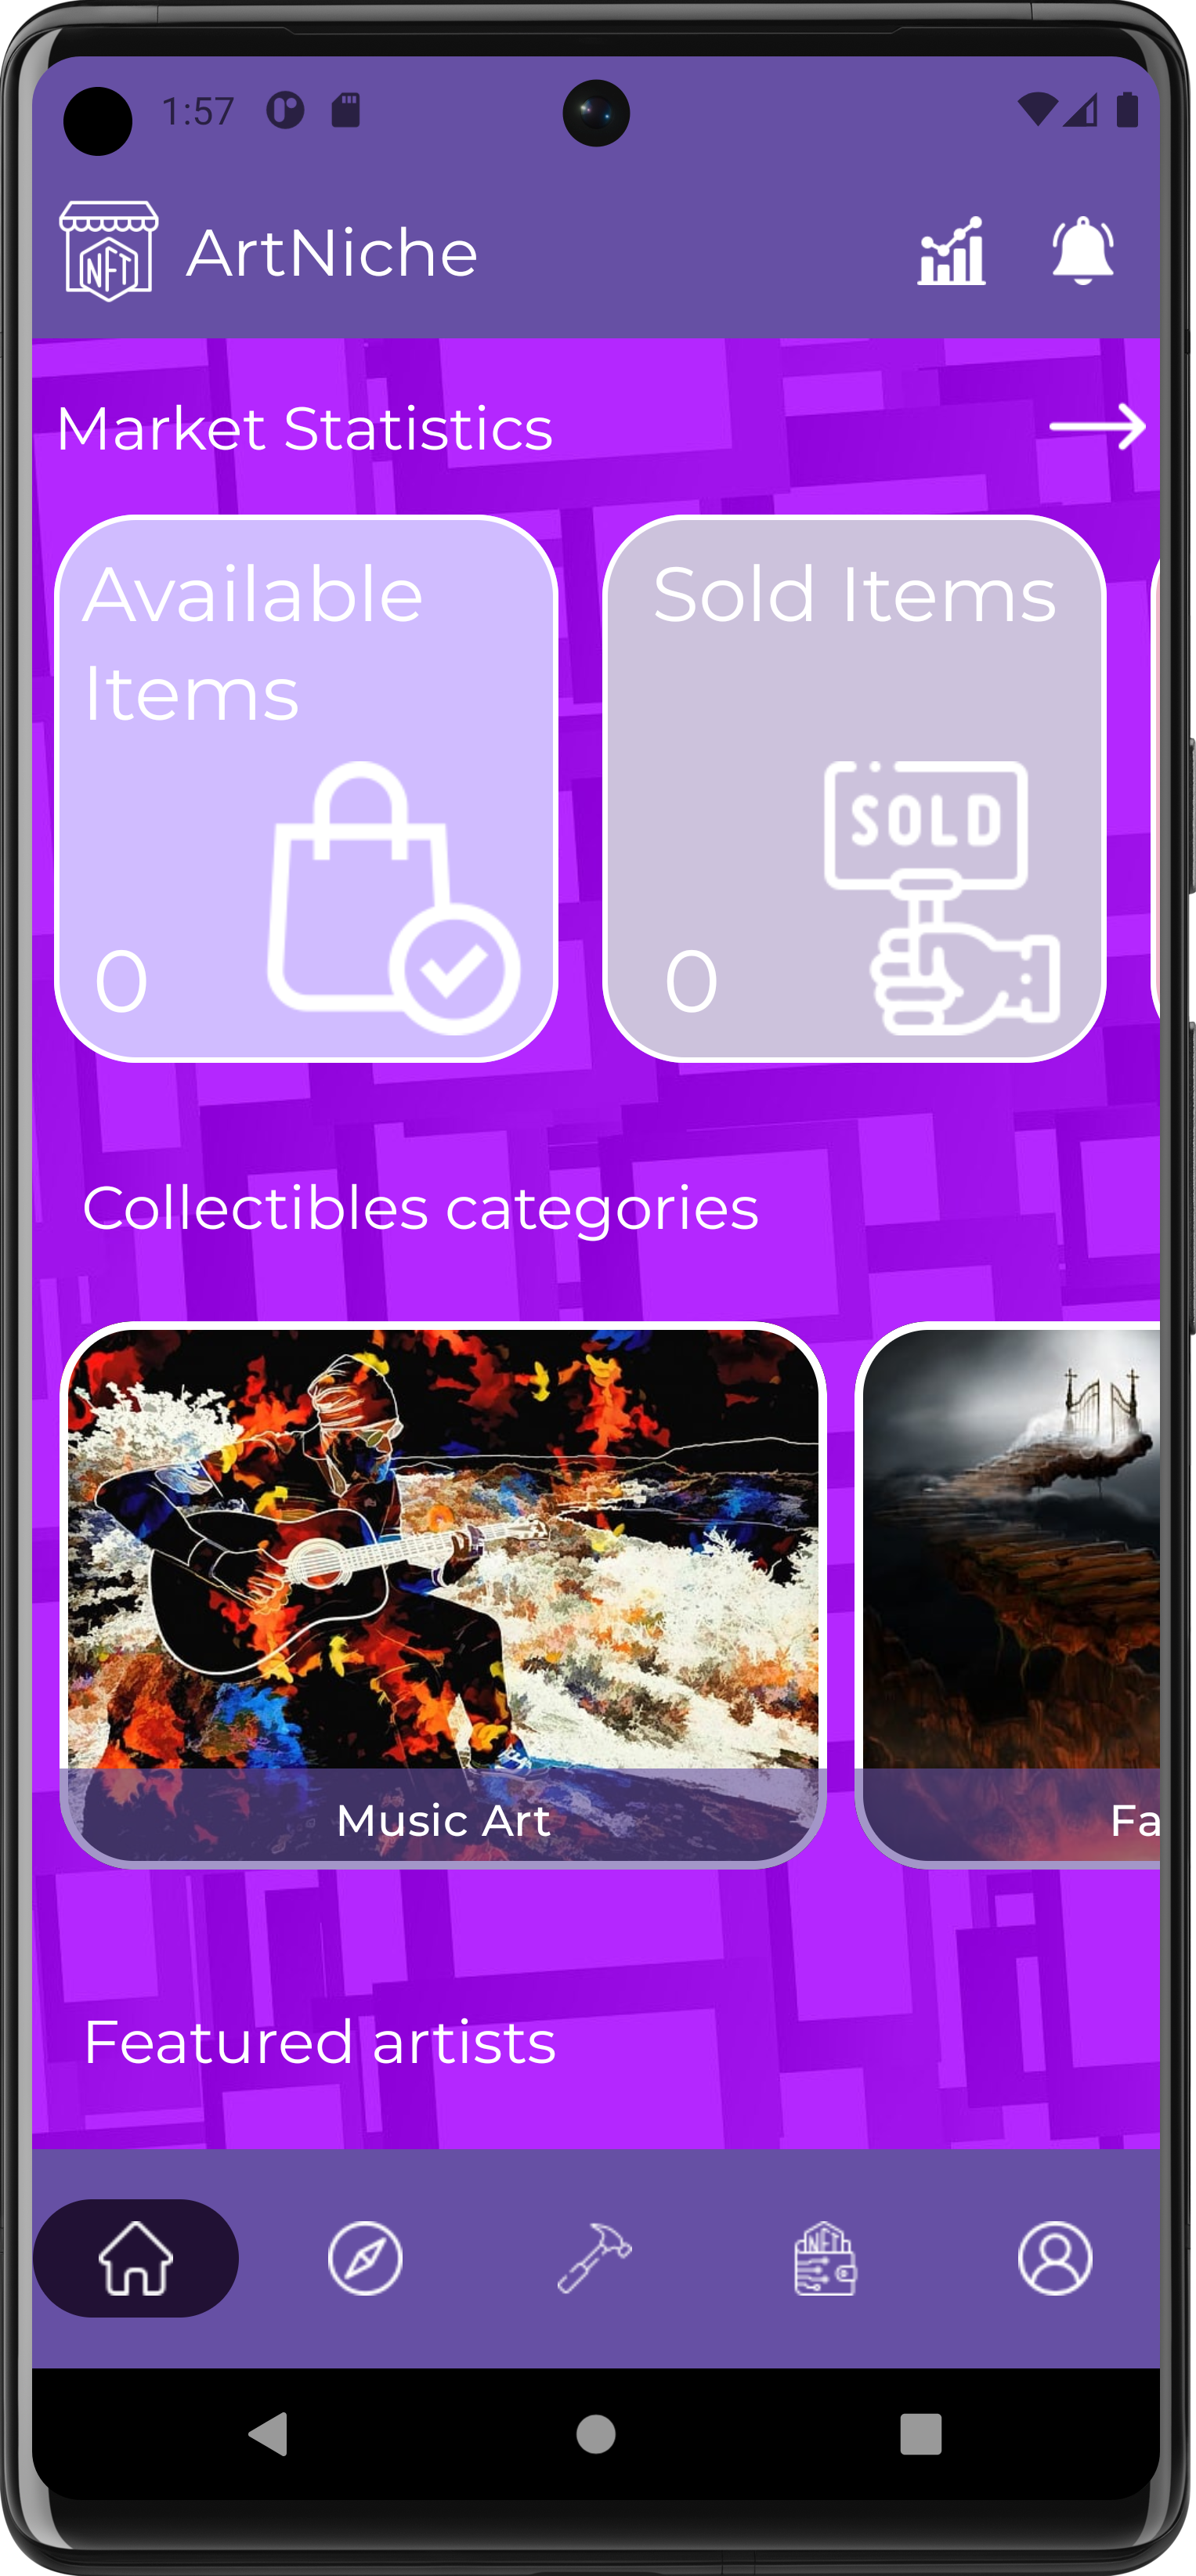 1:57
NFT
ArtNiche
Market Statistics
Available
Items
0
Sold Items
SOLD
0
Collectibles categories
Music Art
Fa
Featured artists
NFT